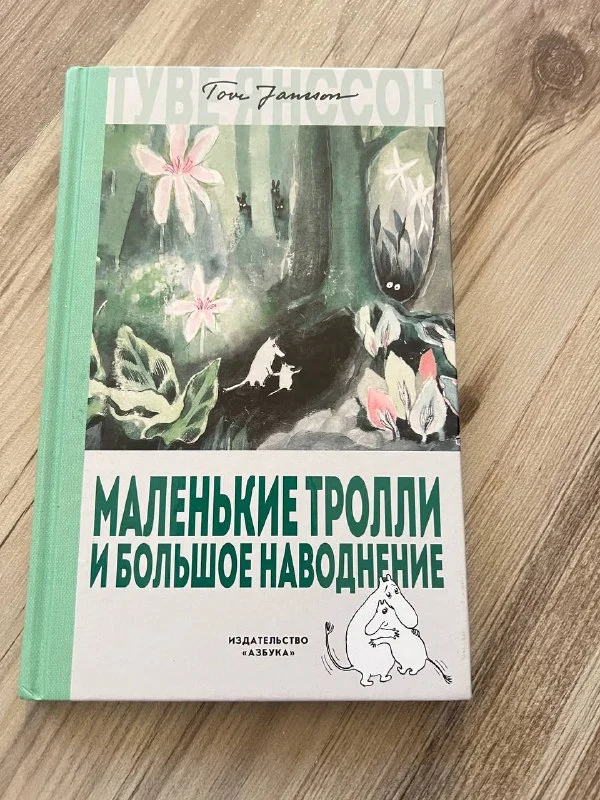 ТУВЕ ЯНССОН
Tove Jansson
МАЛЕНЬКИЕ ТРОЛЛИ
И БОЛЬШОЕ НАВОДНЕНИЕ
ИЗДАТЕЛЬСТВО
«АЗБУКА»